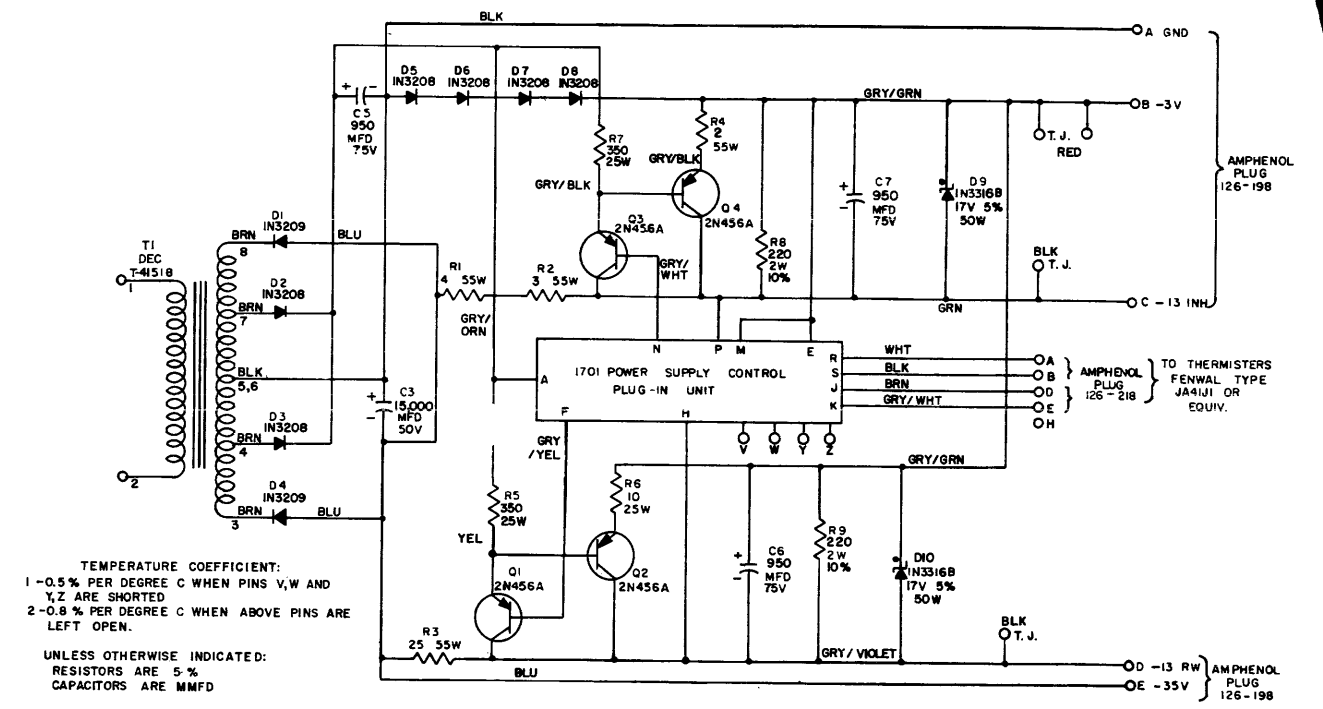 BLK
A GND
D5
IN3208
D6
IN3208
D7
IN3208
D8
IN3208
GRY/GRN
B -3V
+ -
C5
950
MFD
75V
R7
350
25W
R4
2
55W
GRY/BLK
GRY/BLK
T.J.
RED
AMPHENOL
PLUG
126-198
C7
950
MFD
75V
D9
1N3316B
17V 5%
50W
Q4
2N456A
Q3
2N456A
D1
IN3209
BRN
8
BLU
T1
DEC
T-41518
1
R1
4 55W
R2
3 55W
GRY/
WHT
R8
220
2W
10%
BLK
T.J.
D2
IN3208
BRN
7
GRY/
ORN
GRN
C -13 INH
N
P
M
E
BLK
5,6
C3
15,000
MFD
50V
A
1701 POWER SUPPLY CONTROL
PLUG-IN UNIT
F
H
R
S
J
K
WHT
BLK
BRN
GRY/WHT
A
B
D
E
H
AMPHENOL
PLUG
126-218
TO THERMISTERS
FENWAL TYPE
JA41J1 OR
EQUIV.
D3
IN3208
BRN
4
GRY
/YEL
V
W
Y
Z
GRY/GRN
2
D4
IN3209
BRN
3
BLU
R5
350
25W
R6
10
25W
YEL
Q1
2N456A
Q2
2N456A
C6
950
MFD
75V
R9
220
2W
10%
D10
1N3316B
17V 5%
50W
TEMPERATURE COEFFICIENT:
1 -0.5% PER DEGREE C WHEN PINS V,W AND
Y,Z ARE SHORTED
2-0.8 % PER DEGREE C WHEN ABOVE PINS ARE
LEFT OPEN.
UNLESS OTHERWISE INDICATED:
RESISTORS ARE 5%
CAPACITORS ARE MMFD
R3
25 55W
BLU
GRY/VIOLET
BLK
T.J.
D -13 RW
E -35V
AMPHENOL
PLUG
126-198